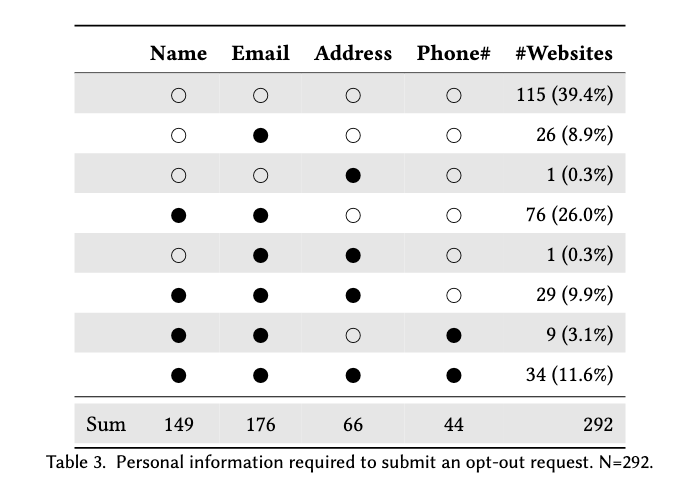 Name Email Address Phone# #Websites
○ ○ ○ ○ 115 (39.4%)
○ ● ○ ○ 26 (8.9%)
○ ○ ● ○ 1 (0.3%)
● ● ○ ○ 76 (26.0%)
○ ● ● ○ 1 (0.3%)
● ● ● ○ 29 (9.9%)
● ● ○ ● 9 (3.1%)
● ● ● ● 34 (11.6%)
Sum 149 176 66 44 292
Table 3. Personal information required to submit an opt-out request. N=292.